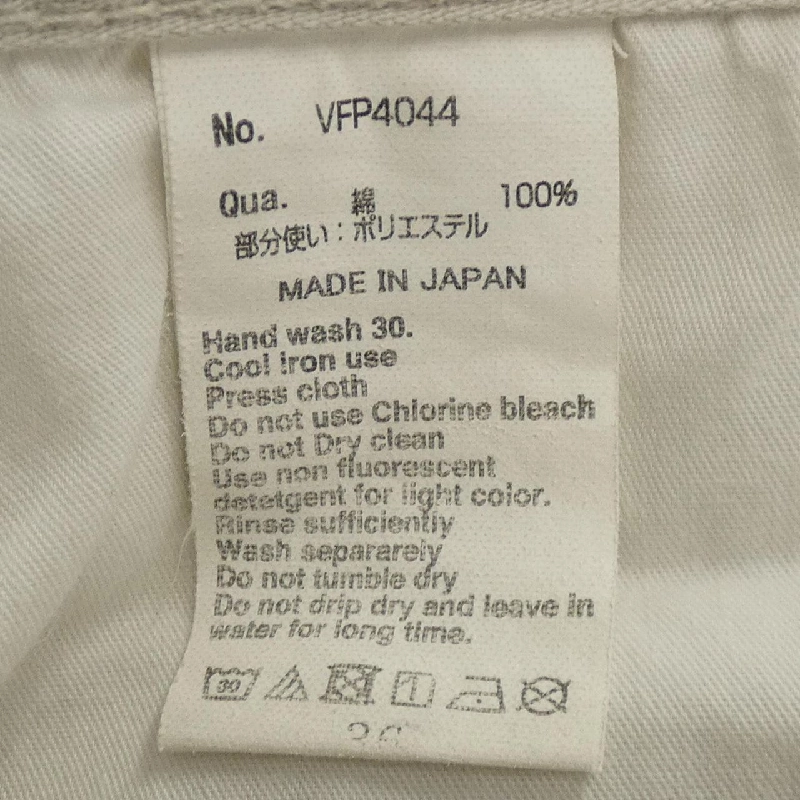 No. VFP4044
Qua. 綿 100%
部分使い：ポリエステル
MADE IN JAPAN
Hand wash 30.
Cool iron use
Press cloth
Do not use Chlorine bleach
Do not Dry clean
Use non fluorescent
detetgent for light color.
Rinse sufficiently
Wash separarely
Do not tumble dry
Do not drip dry and leave in
water for long time.
30